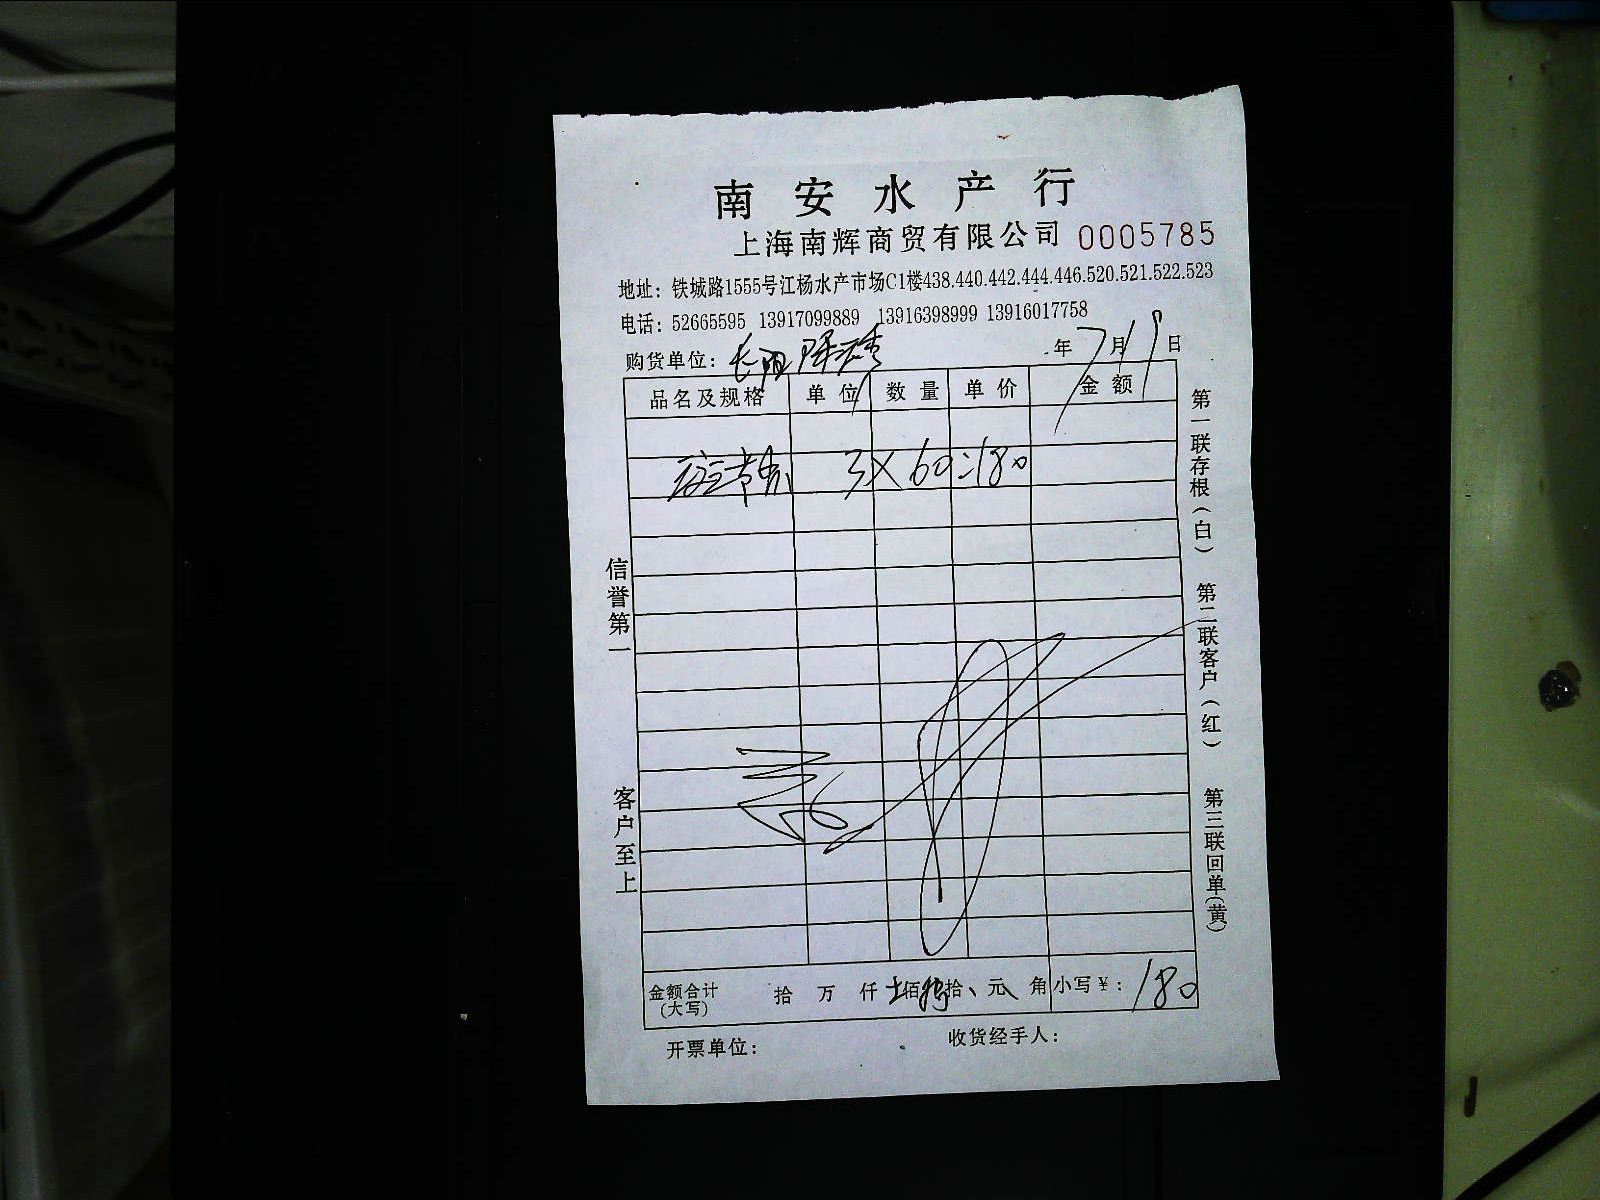 南安水产行
上海南辉商贸有限公司 0005785
地址：铁城路1555号江杨水产市场C1楼438.440.442.444.446.520.521.522.523
电话：52665595 13917099889 13916398999 13916017758
购货单位：长 年 7 月 19 日
品名及规格 单位 数量 单价 金额
3×60=180
信誉第一
客户至上
第一联存根（白）
第二联客户（红）
第三联回单（黄）
金额合计 拾 万 仟 佰 拾 元 角 小写￥：180
(大写)
开票单位： 收货经手人：